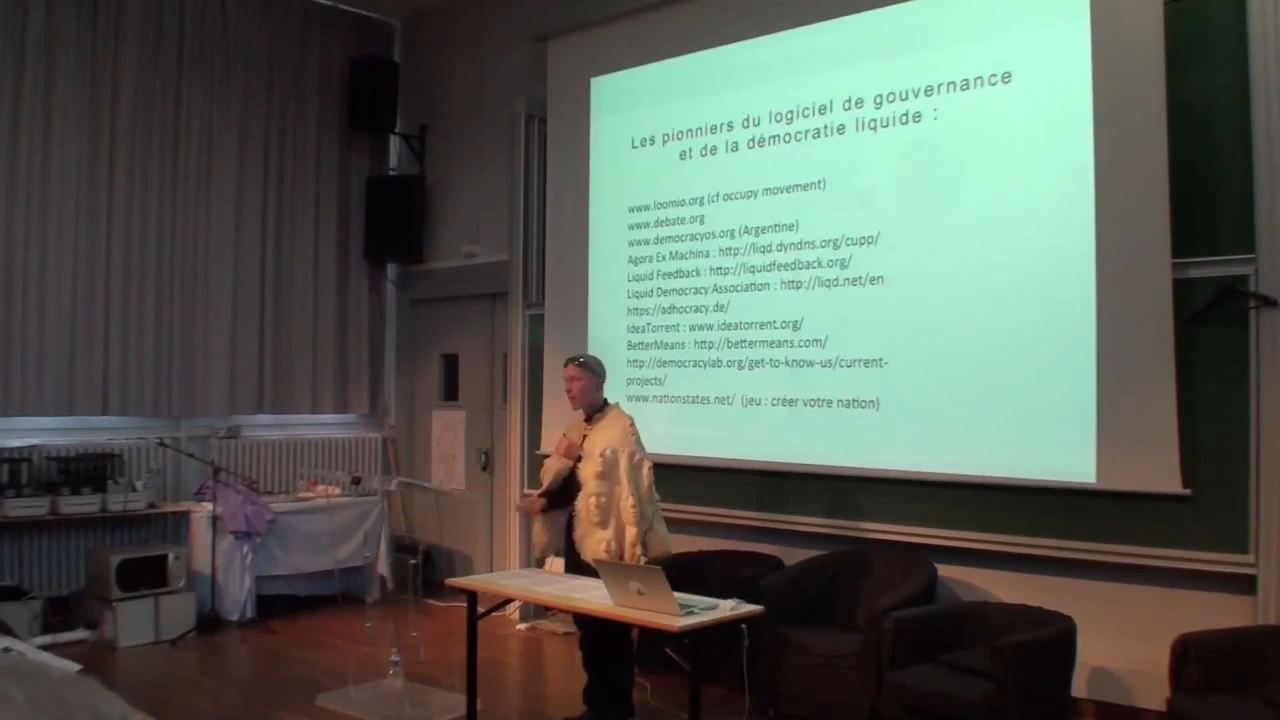 Les pionniers du logiciel de gouvernance
et de la démocratie liquide :
www.loomio.org (cf occupy movement)
www.debate.org
www.democracyos.org (Argentine)
Agora Ex Machina : http://liqd.dyndns.org/cupp/
Liquid Feedback : http://liquidfeedback.org/
Liquid Democracy Association : http://liqd.net/en
https://adhocracy.de/
IdeaTorrent : www.ideatorrent.org/
BetterMeans : http://bettermeans.com/
http://democracylab.org/get-to-know-us/current-
projects/
www.nationstates.net/ (jeu : créer votre nation)